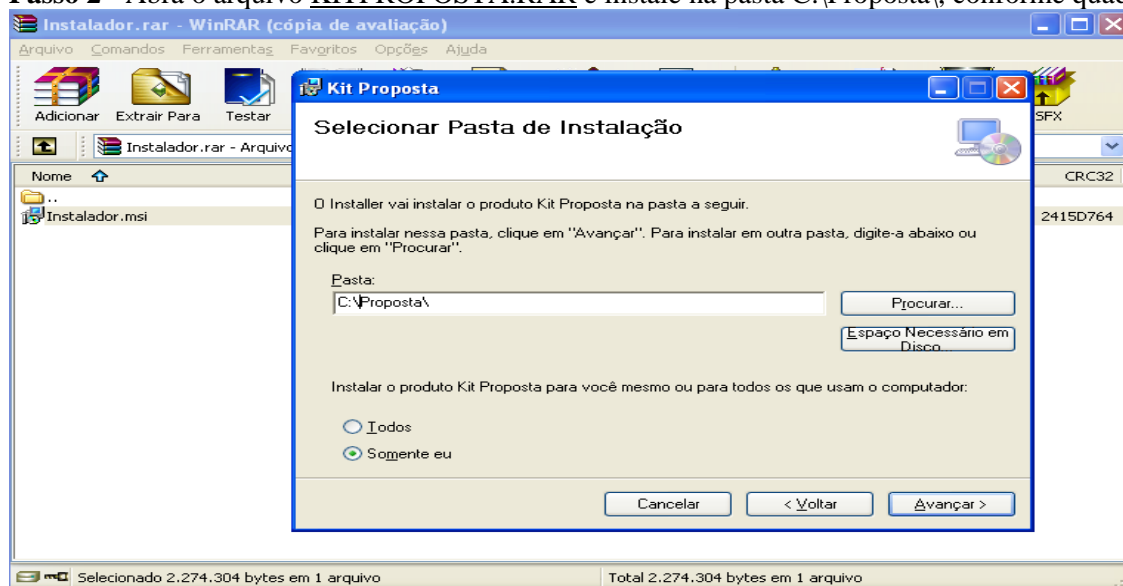 Passo 2 - Abra o arquivo KITPROPOSTA.RAR e instale na pasta C:\Proposta\, conforme
Instalador.rar - WinRAR (cópia de avaliação)
Arquivo Comandos Ferramentas Favoritos Opções Ajuda
Adicionar Extrair Para Testar SFX
Instalador.rar - Arquivo
Nome CRC32
..
Instalador.msi 2415D764
Kit Proposta
Selecionar Pasta de Instalação
O Installer vai instalar o produto Kit Proposta na pasta a seguir.
Para instalar nessa pasta, clique em "Avançar". Para instalar em outra pasta, digite-a abaixo ou
clique em "Procurar".
Pasta:
C:\Proposta\
Procurar...
Espaço Necessário em
Disco...
Instalar o produto Kit Proposta para você mesmo ou para todos os que usam o computador:
Todos
Somente eu
Cancelar < Voltar Avançar >
Selecionado 2.274.304 bytes em 1 arquivo Total 2.274.304 bytes em 1 arquivo